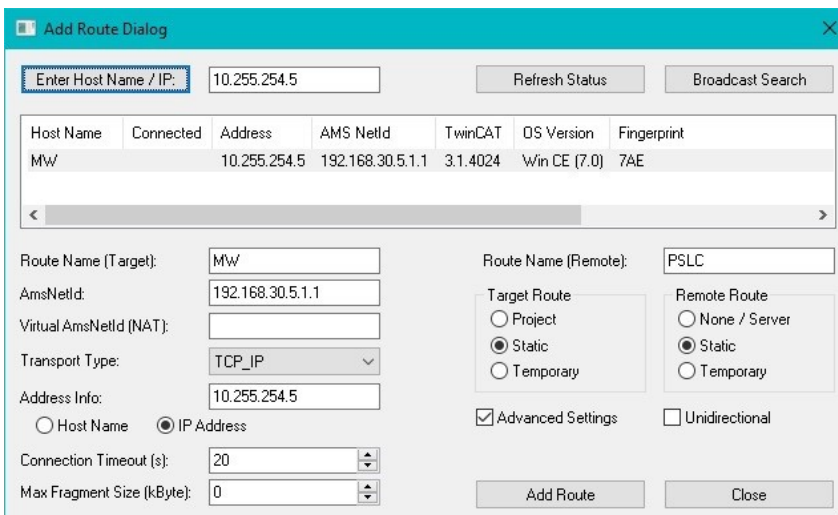 Add Route Dialog
Enter Host Name / IP: 10.255.254.5 Refresh Status Broadcast Search
Host Name Connected Address AMS NetId TwinCAT OS Version Fingerprint
MW 10.255.254.5 192.168.30.5.1.1 3.1.4024 Win CE (7.0) 7AE
Route Name (Target): MW Route Name (Remote): PSLC
AmsNetId: 192.168.30.5.1.1 Target Route Remote Route
Virtual AmsNetId (NAT): Project None / Server
Transport Type: TCP_IP Static Static
Temporary Temporary
Address Info: 10.255.254.5
Host Name IP Address Advanced Settings Unidirectional
Connection Timeout (s): 20
Max Fragment Size (kByte): 0 Add Route Close